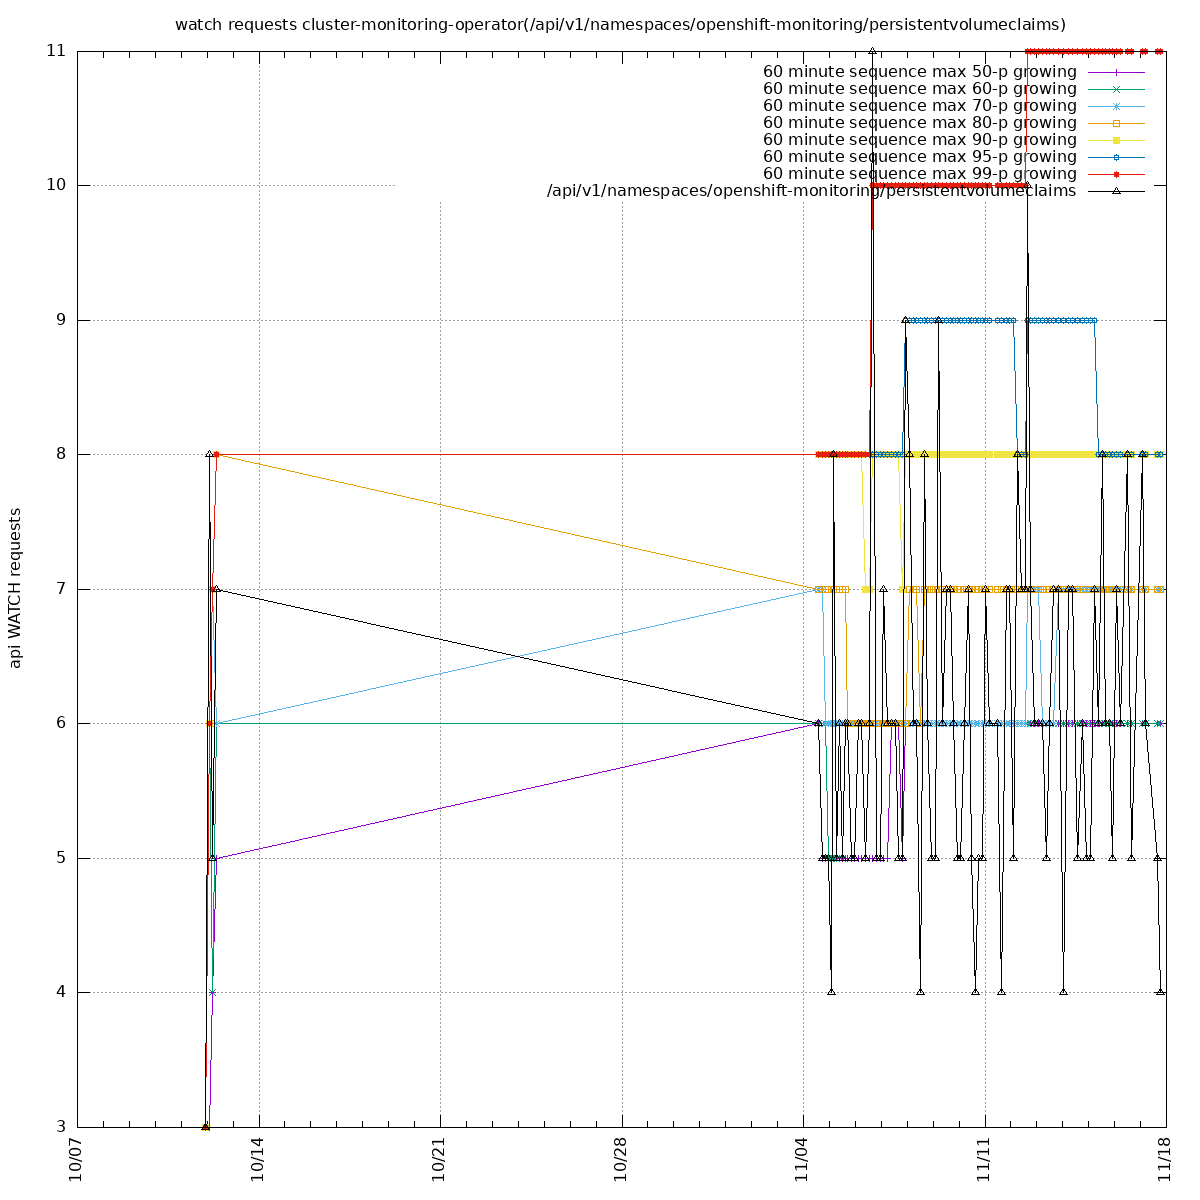 watch requests cluster-monitoring-operator(/api/v1/namespaces/openshift-monitoring/persistentvolumeclaims)
11
60 minute sequence max 50-p growing
60 minute sequence max 60-p growing
60 minute sequence max 70-p growing
60 minute sequence max 80-p growing
60 minute sequence max 90-p growing
60 minute sequence max 95-p growing
60 minute sequence max 99-p growing
/api/v1/namespaces/openshift-monitoring/persistentvolumeclaims
10
9
8
7
6
5
4
3
api WATCH requests
10/07
10/14
10/21
10/28
11/04
11/11
11/18